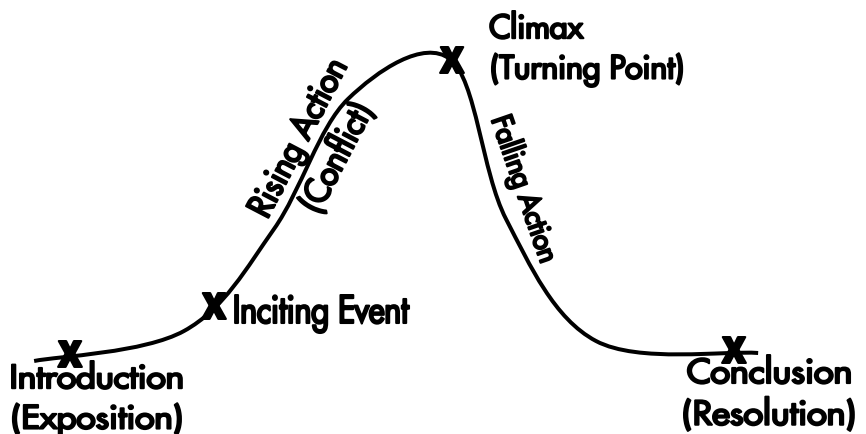 Climax
(Turning Point)
Rising Action
(Conflict)
Falling Action
X Inciting Event
X
Introduction
(Exposition)
X
X
Conclusion
(Resolution)